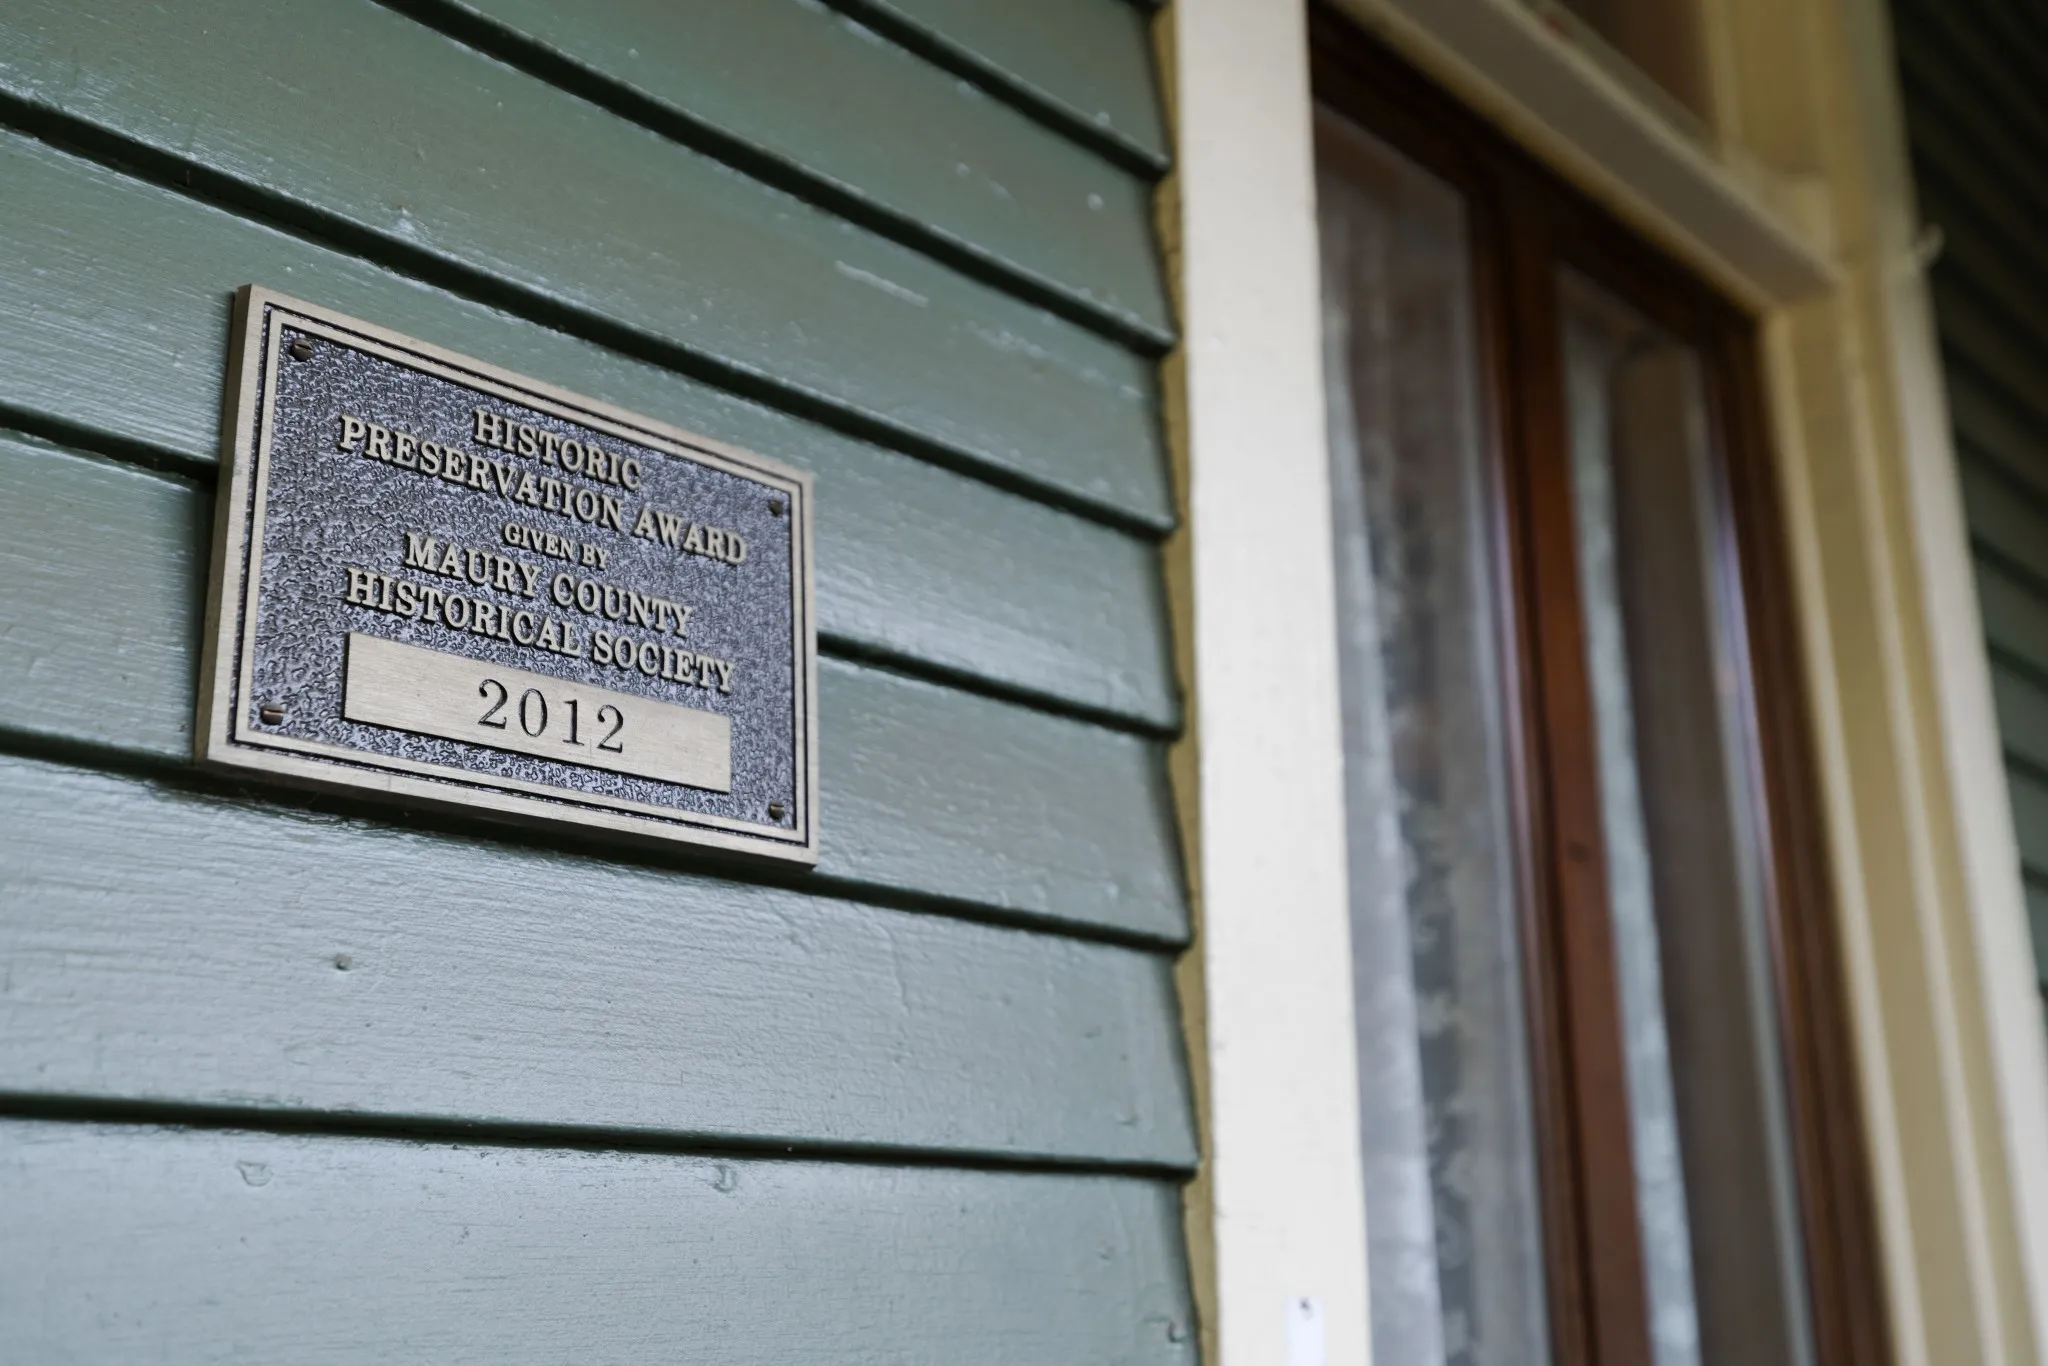 HISTORIC
PRESERVATION AWARD
GIVEN BY
MAURY COUNTY
HISTORICAL SOCIETY
2012